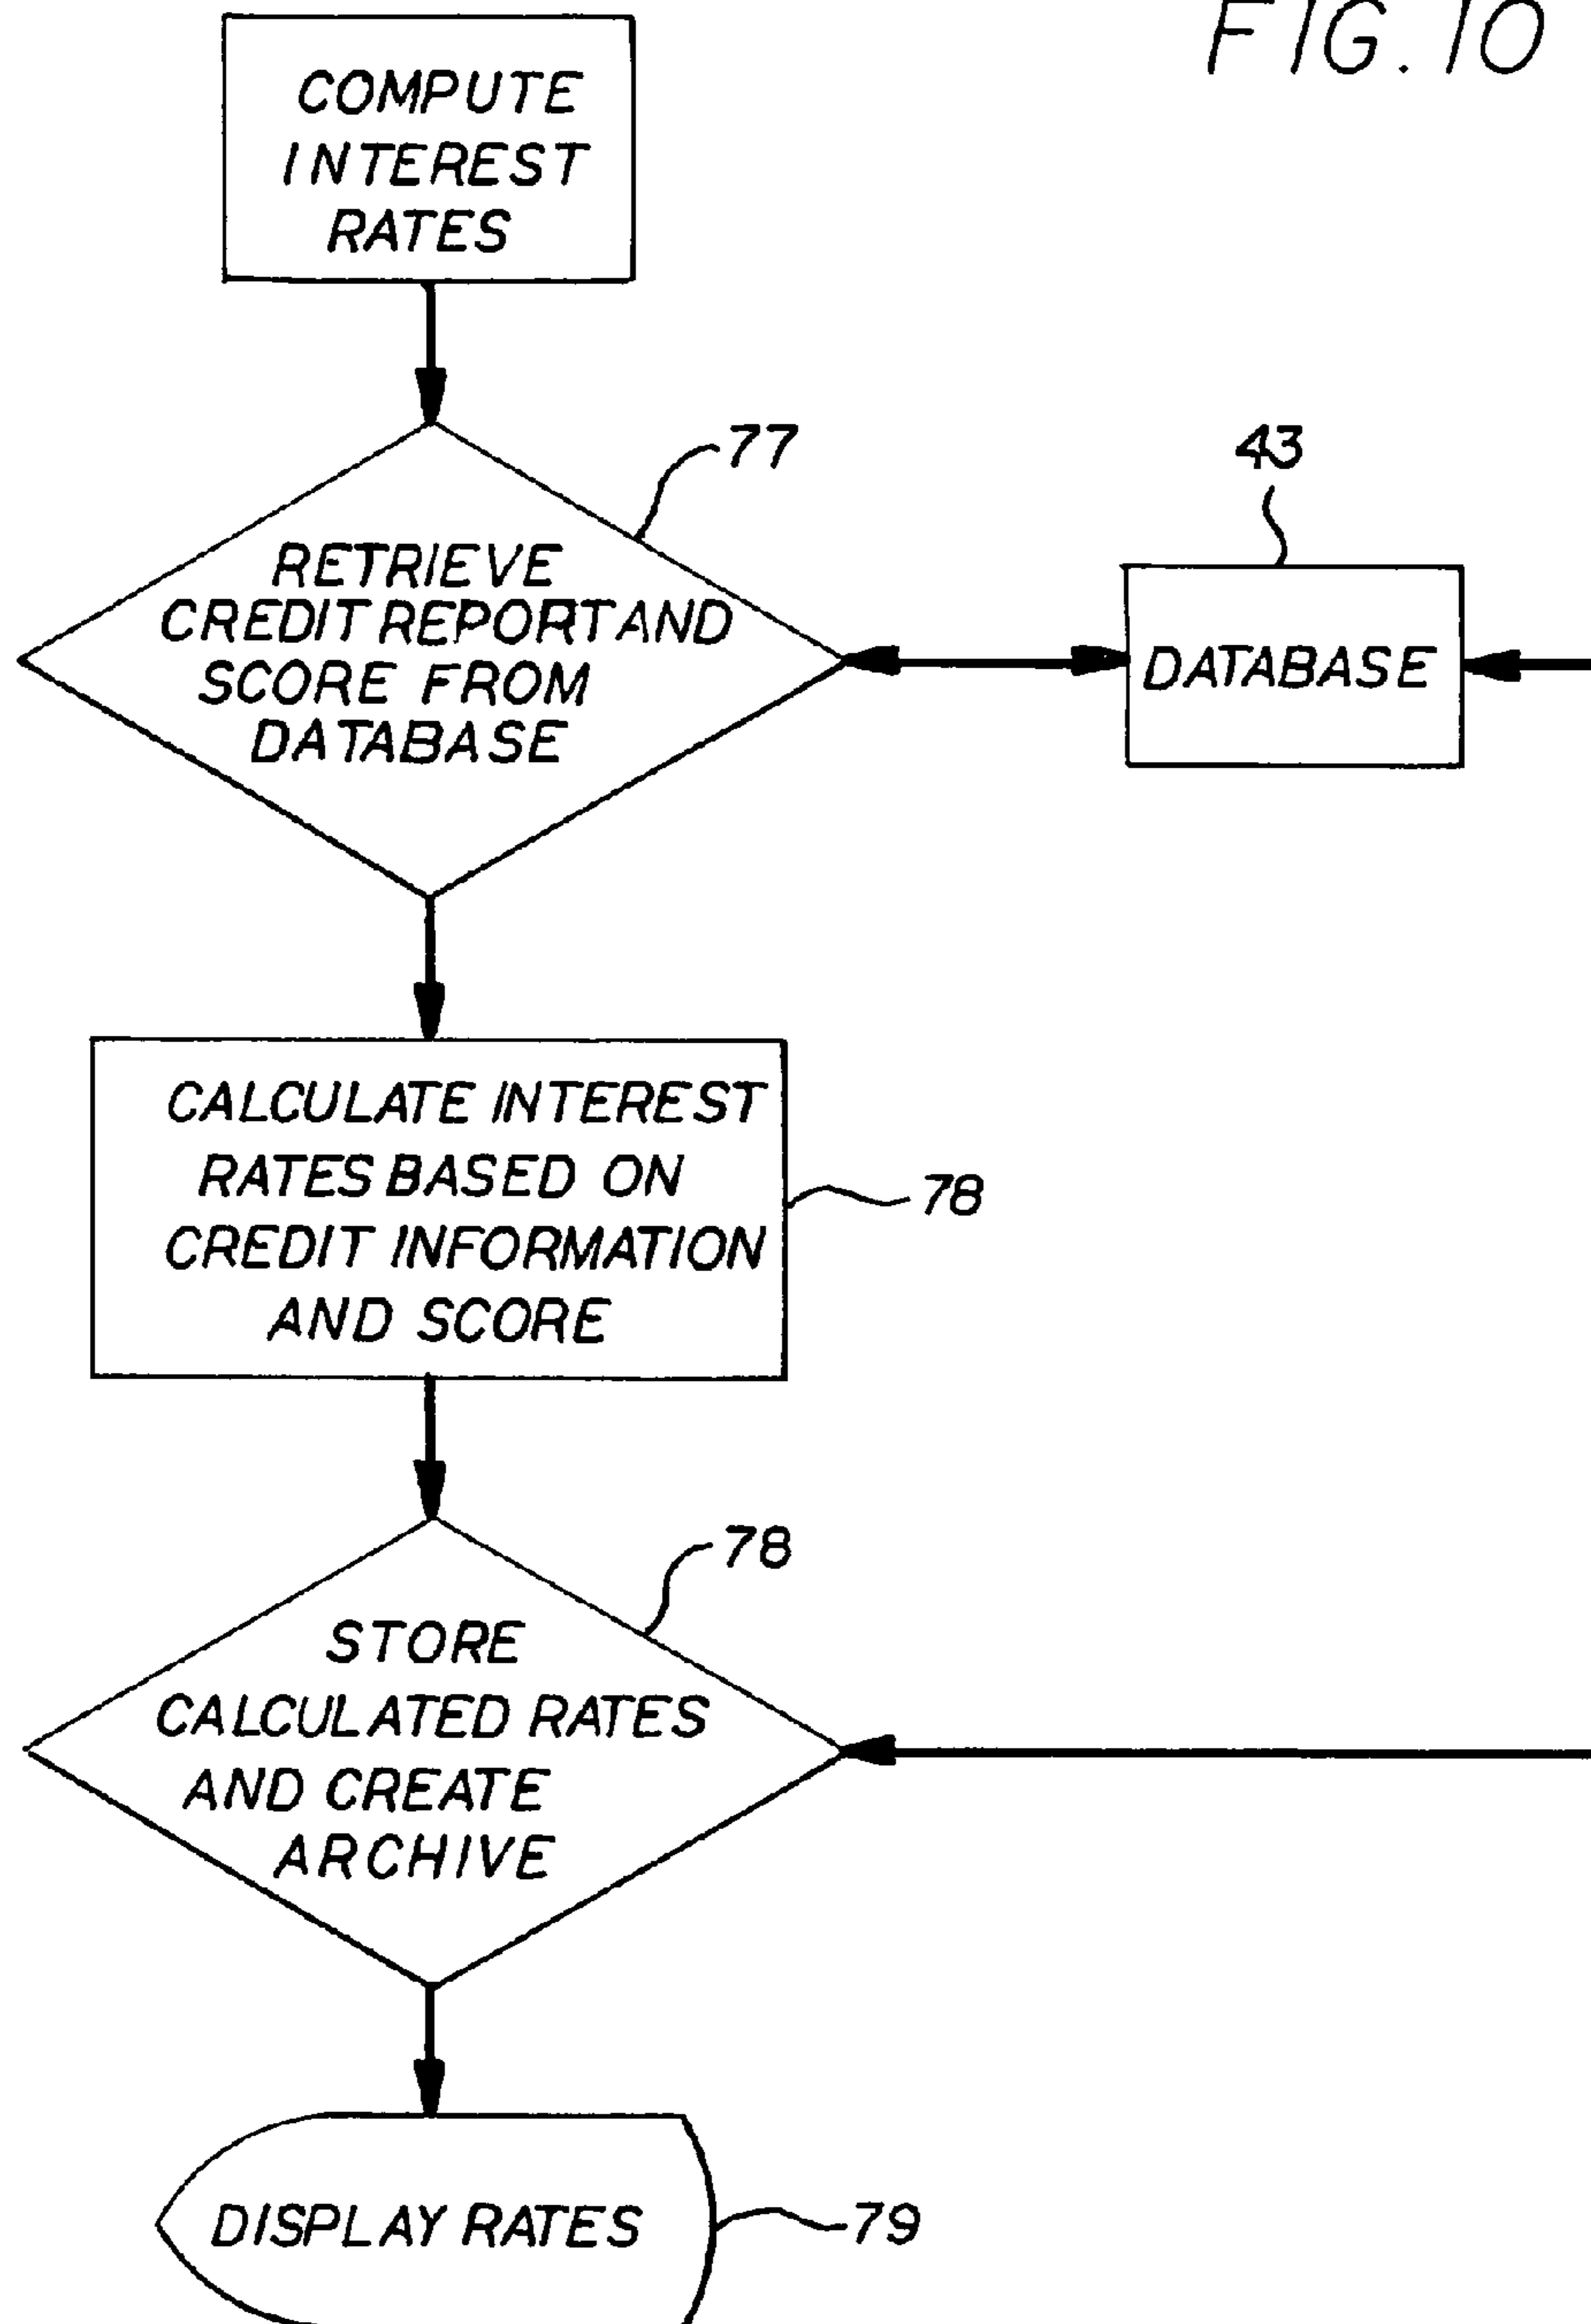 FIG. 10
COMPUTE
INTEREST
RATES
77
RETRIEVE
CREDIT REPORT AND
SCORE FROM
DATABASE
43
DATABASE
CALCULATE INTEREST
RATES BASED ON
CREDIT INFORMATION
AND SCORE
78
78
STORE
CALCULATED RATES
AND CREATE
ARCHIVE
DISPLAY RATES
79